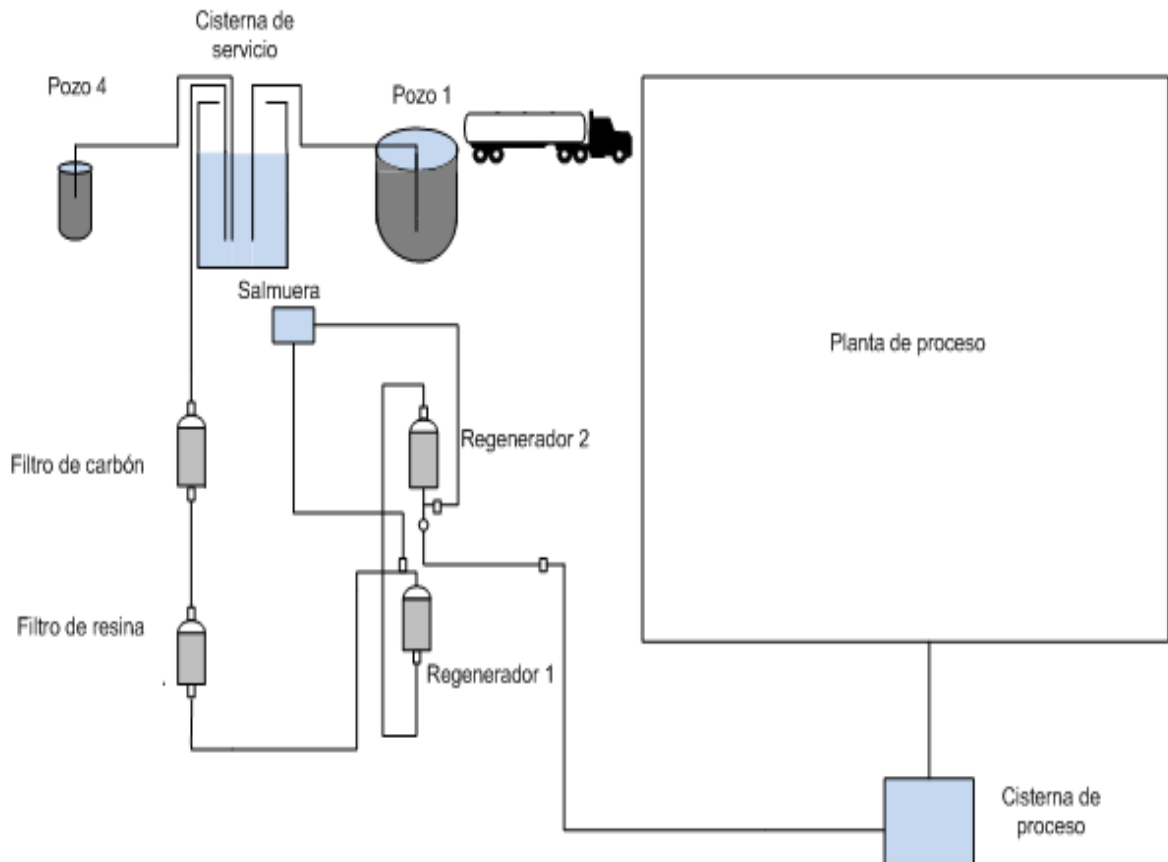 Cisterna de
servicio
Pozo 4
Pozo 1
Salmuera
Planta de proceso
Regenerador 2
Filtro de carbón
Filtro de resina
Regenerador 1
Cisterna de
proceso